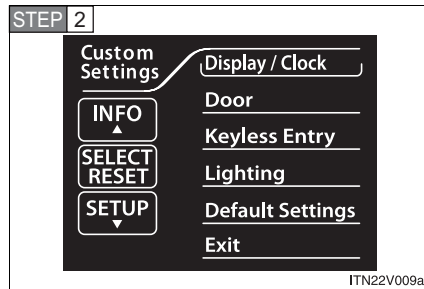 STEP 2
Custom
Settings
INFO
▲
SELECT
RESET
SETUP
▼
Display / Clock
Door
Keyless Entry
Lighting
Default Settings
Exit
ITN22V009a